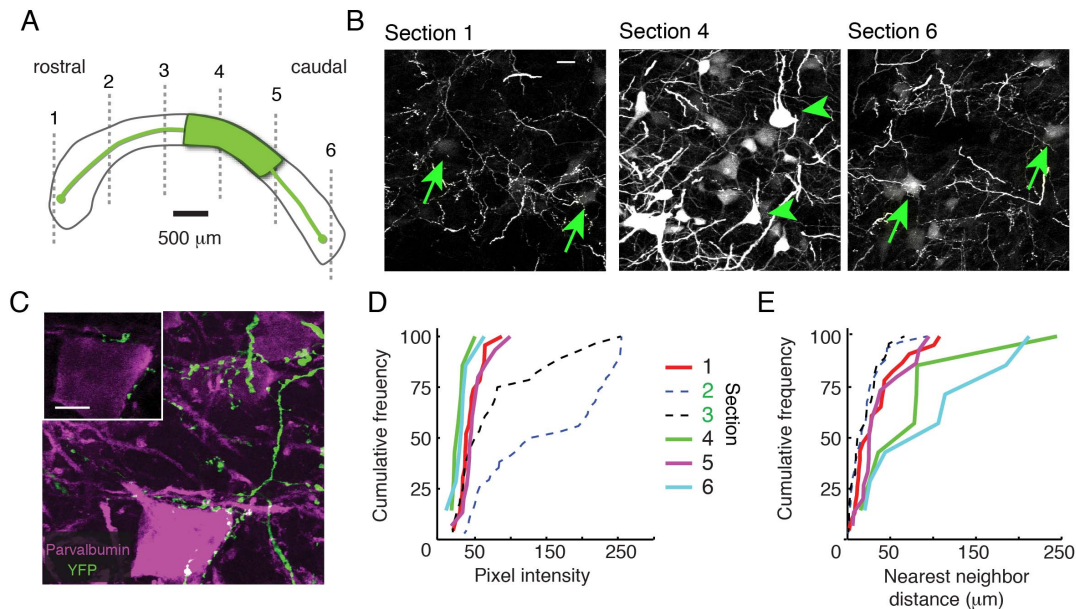 A
rostral
caudal
1
2
3
4
5
6
500 μm
B
Section 1
Section 4
Section 6
C
Parvalbumin
YFP
D
100
75
50
25
0
50
150
250
Cumulative freuency
Pixel intensity
1
2
3
4
5
6
Section
E
100
75
50
25
0
50
150
250
Cumulative frequency
Nearest neighbor
distance (μm)